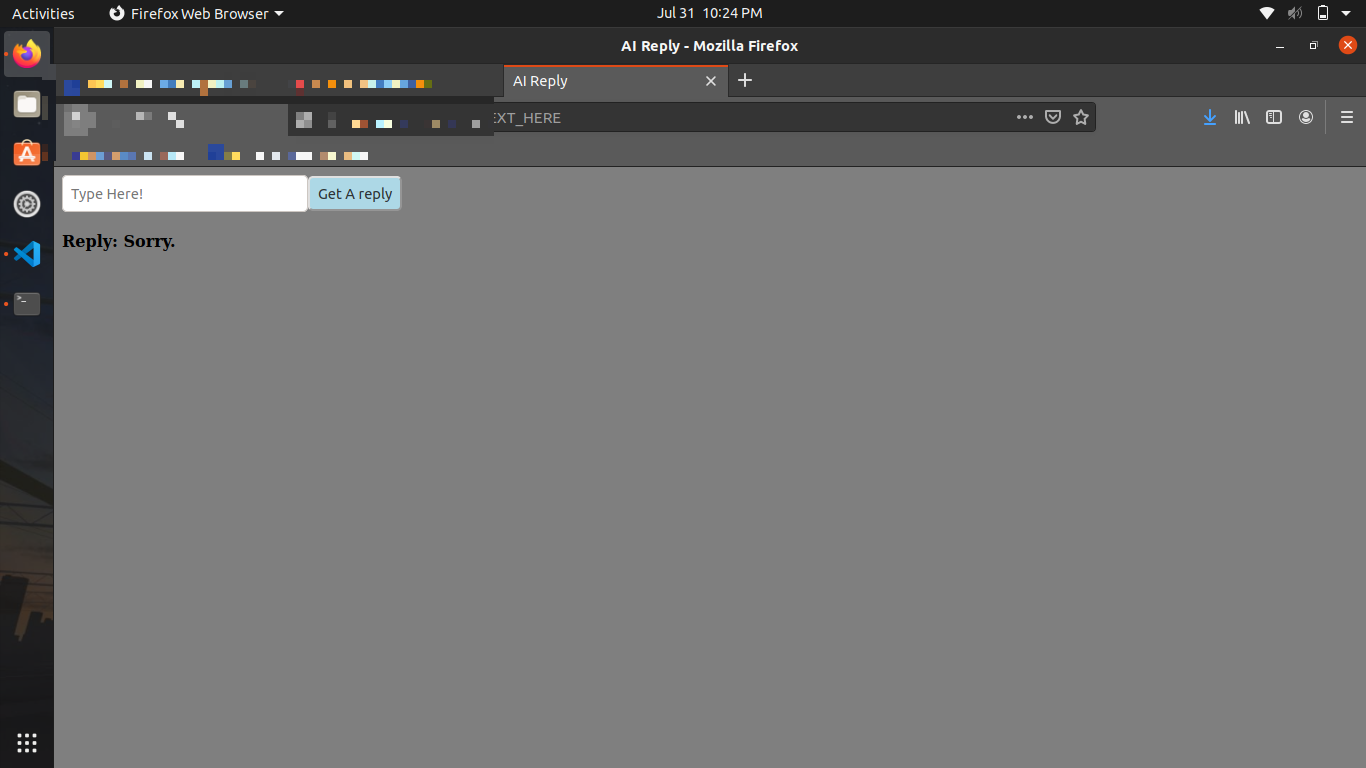 Activities Firefox Web Browser Jul 31 10:24 PM
AI Reply - Mozilla Firefox
AI Reply
EXT_HERE
Type Here! Get A reply
Reply: Sorry.